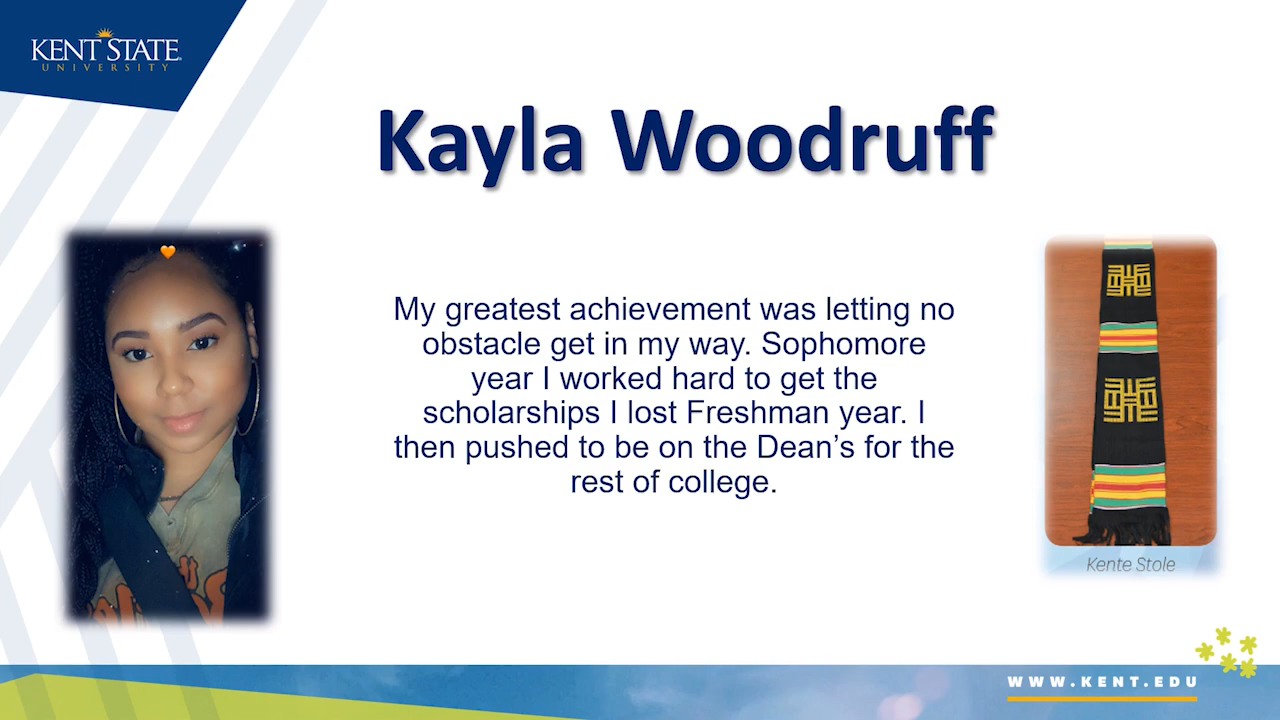 KENT STATE
UNIVERSITY
Kayla Woodruff
My greatest achievement was letting no
obstacle get in my way. Sophomore
year I worked hard to get the
scholarships I lost Freshman year. I
then pushed to be on the Dean’s for the
rest of college.
Kente Stole
WWW.KENT.EDU